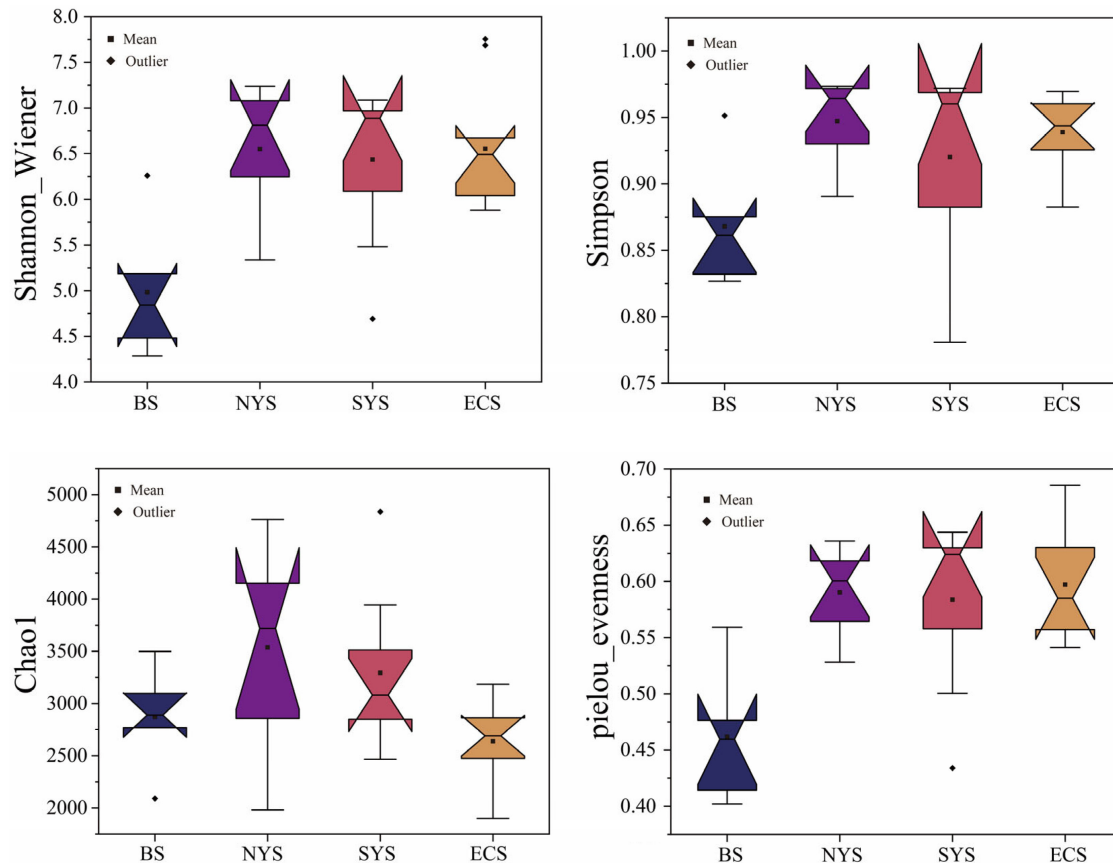 Shannon_Wiener
8.0
7.5
7.0
6.5
6.0
5.5
5.0
4.5
4.0
Mean
Outlier
BS NYS SYS ECS
Simpson
1.00
0.95
0.90
0.85
0.80
0.75
Mean
Outlier
BS NYS SYS ECS
Chao1
5000
4500
4000
3500
3000
2500
2000
Mean
Outlier
BS NYS SYS ECS
pielou_evenness
0.70
0.65
0.60
0.55
0.50
0.45
0.40
Mean
Outlier
BS NYS SYS ECS